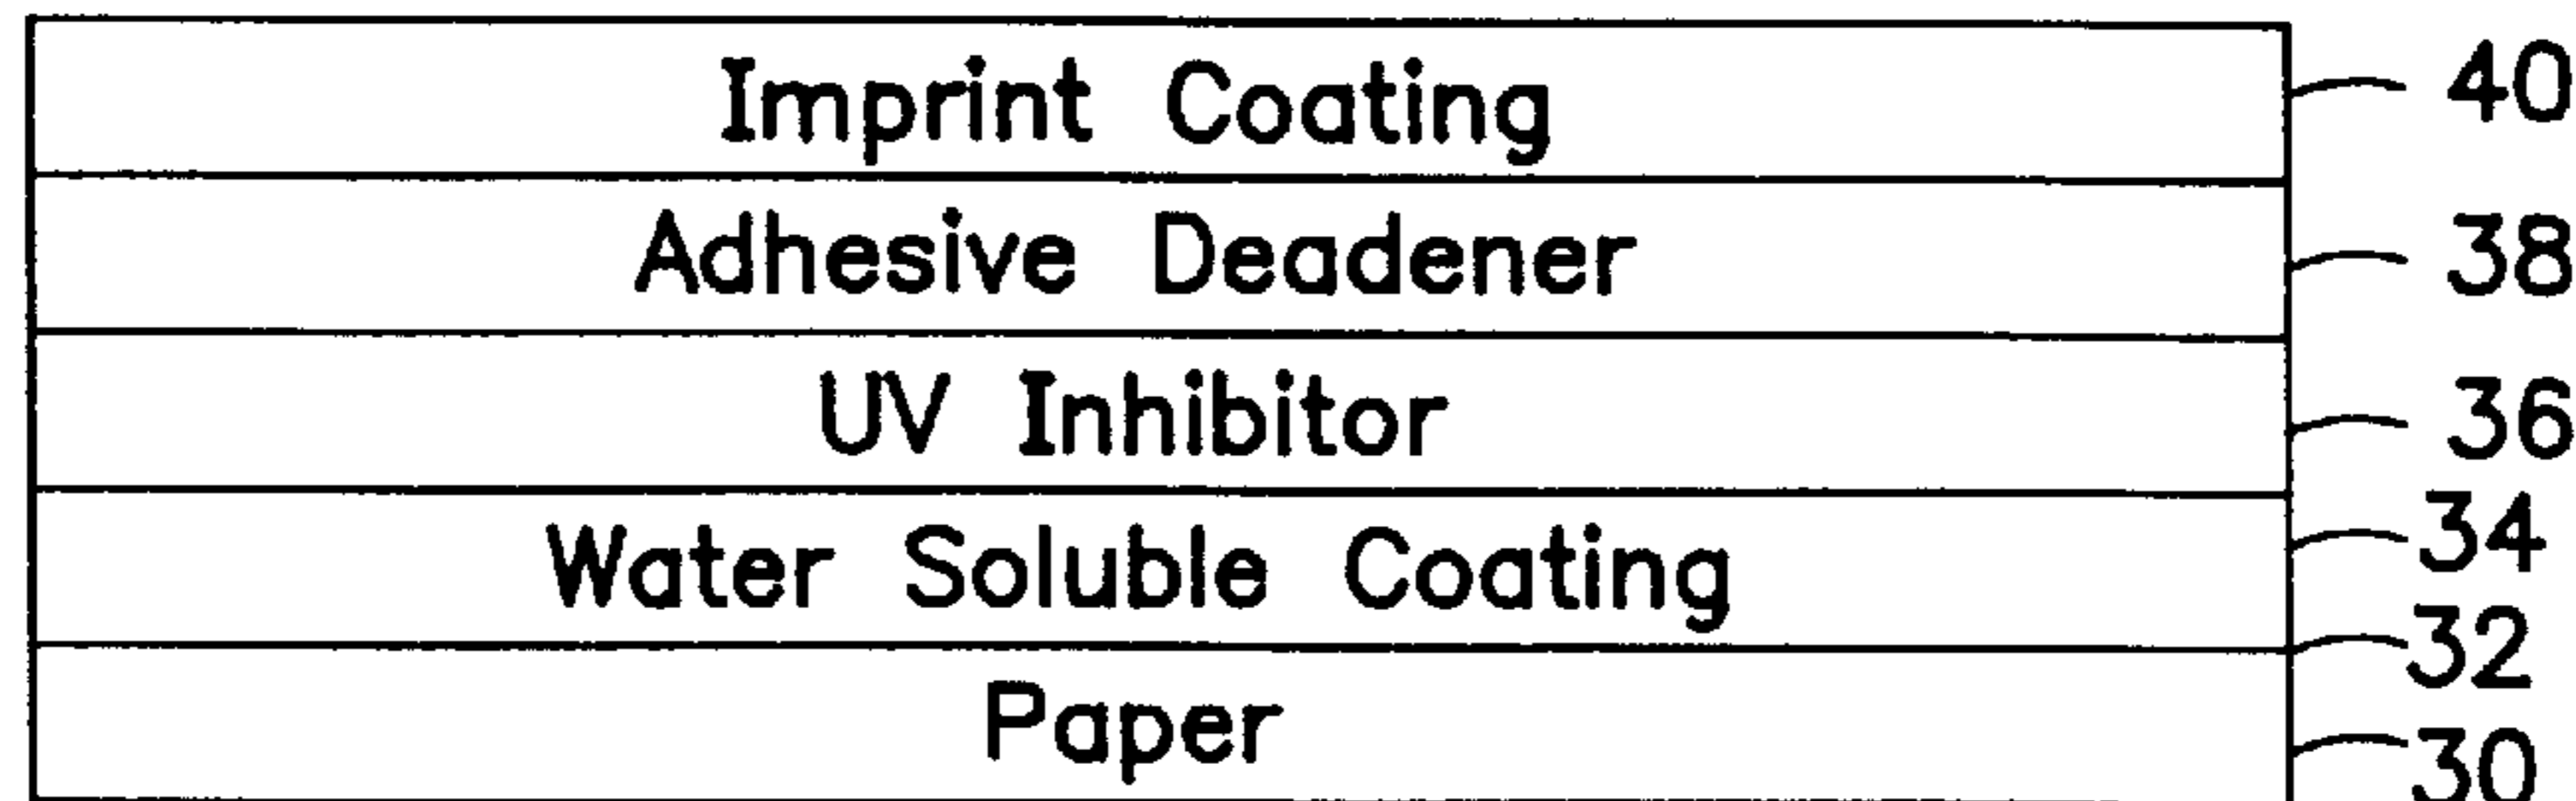 Imprint Coating 40
Adhesive Deadener 38
UV Inhibitor 36
Water Soluble Coating 34
32
Paper 30